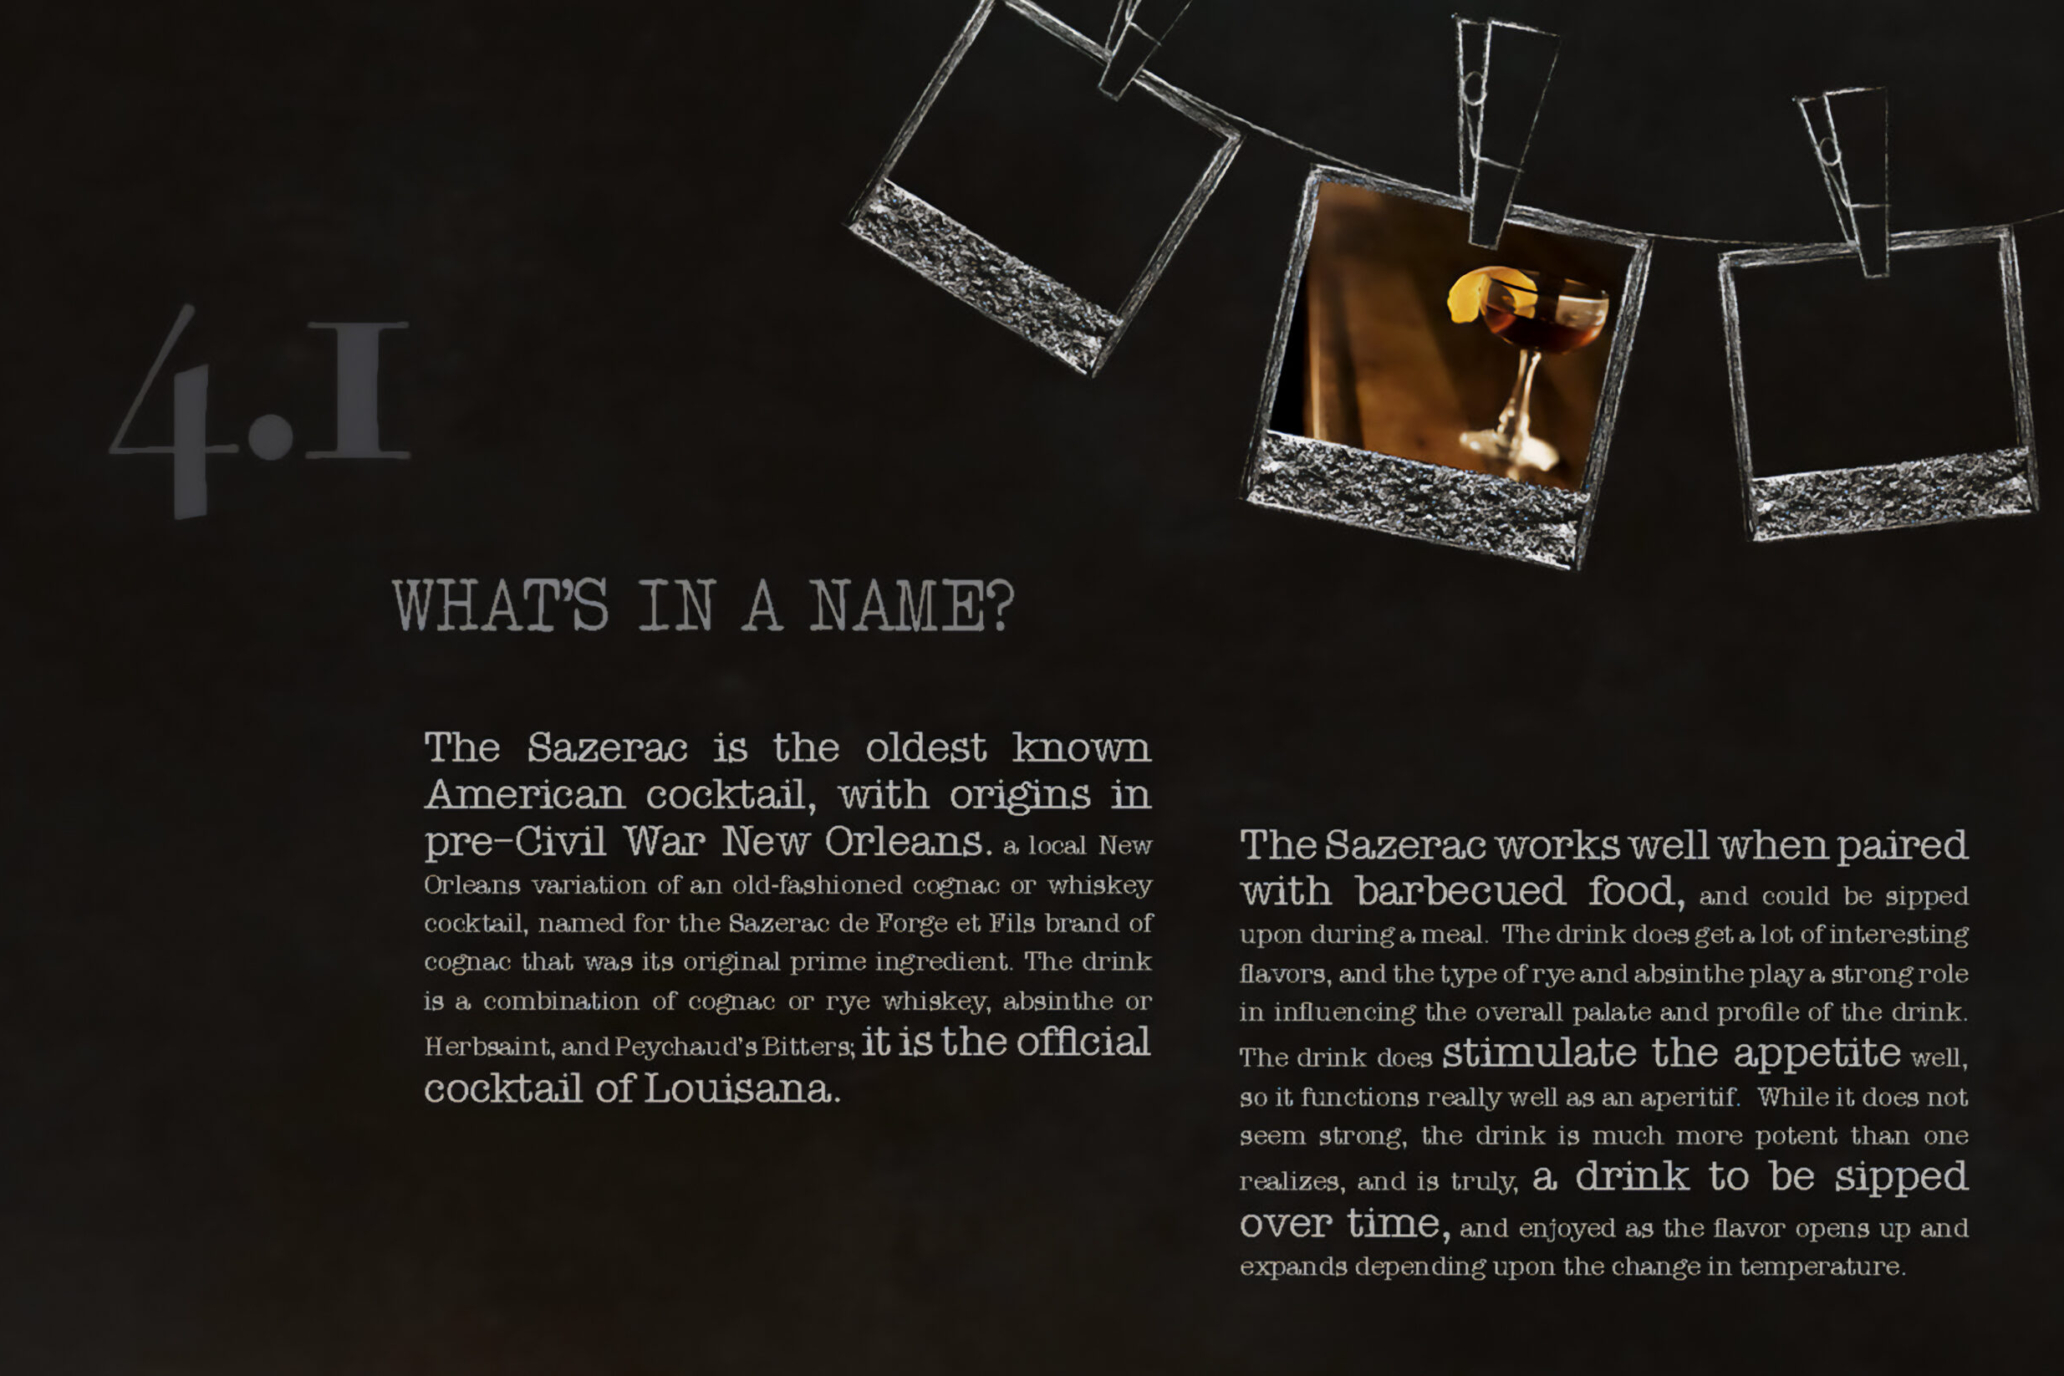 4.1
WHAT'S IN A NAME?
The Sazerac is the oldest known
American cocktail, with origins in
pre-Civil War New Orleans. a local New
Orleans variation of an old-fashioned cognac or whiskey
cocktail, named for the Sazerac de Forge et Fils brand of
cognac that was its original prime ingredient. The drink
is a combination of cognac or rye whiskey, absinthe or
Herbsaint, and Peychaud's Bitters; it is the official
cocktail of Louisana.
The Sazerac works well when paired
with barbecued food, and could be sipped
upon during a meal. The drink does get a lot of interesting
flavors, and the type of rye and absinthe play a strong role
in influencing the overall palate and profile of the drink.
The drink does stimulate the appetite well,
so it functions really well as an aperitif. While it does not
seem strong, the drink is much more potent than one
realizes, and is truly, a drink to be sipped
over time, and enjoyed as the flavor opens up and
expands depending upon the change in temperature.